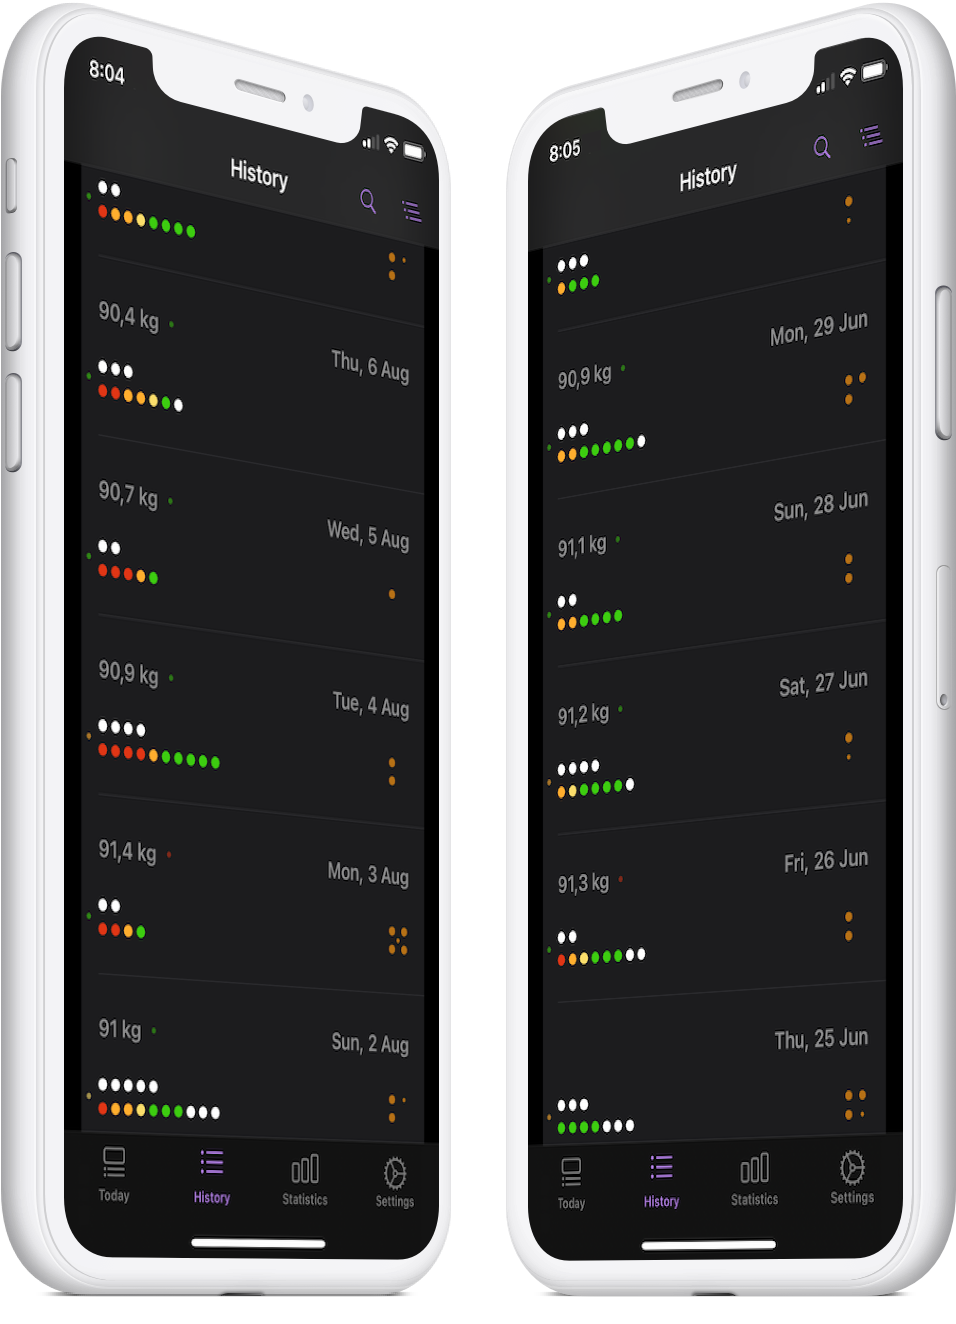 8:04
History
90,4 kg
Thu, 6 Aug
90,7 kg
Wed, 5 Aug
90,9 kg
Tue, 4 Aug
91,4 kg
Mon, 3 Aug
91 kg
Sun, 2 Aug
Today
History
Statistics
Settings
8:05
History
Mon, 29 Jun
90,9 kg
Sun, 28 Jun
91,1 kg
Sat, 27 Jun
91,2 kg
Fri, 26 Jun
91,3 kg
Thu, 25 Jun
Today
History
Statistics
Settings